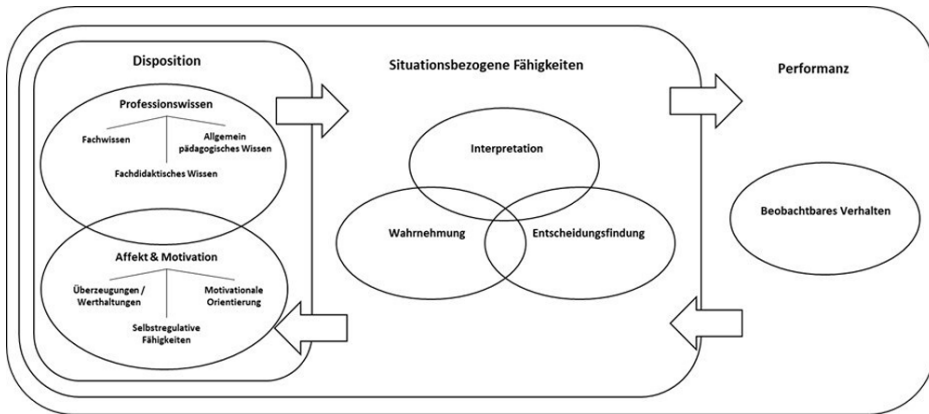 Disposition
Professionswissen
Fachwissen
Allgemein
pädagogisches Wissen
Fachdidaktisches Wissen
Affekt & Motivation
Überzeugungen /
Werthaltungen
Motivationale
Orientierung
Selbstregulative
Fähigkeiten
Situationsbezogene Fähigkeiten
Interpretation
Wahrnehmung
Entscheidungsfindung
Performanz
Beobachtbares Verhalten